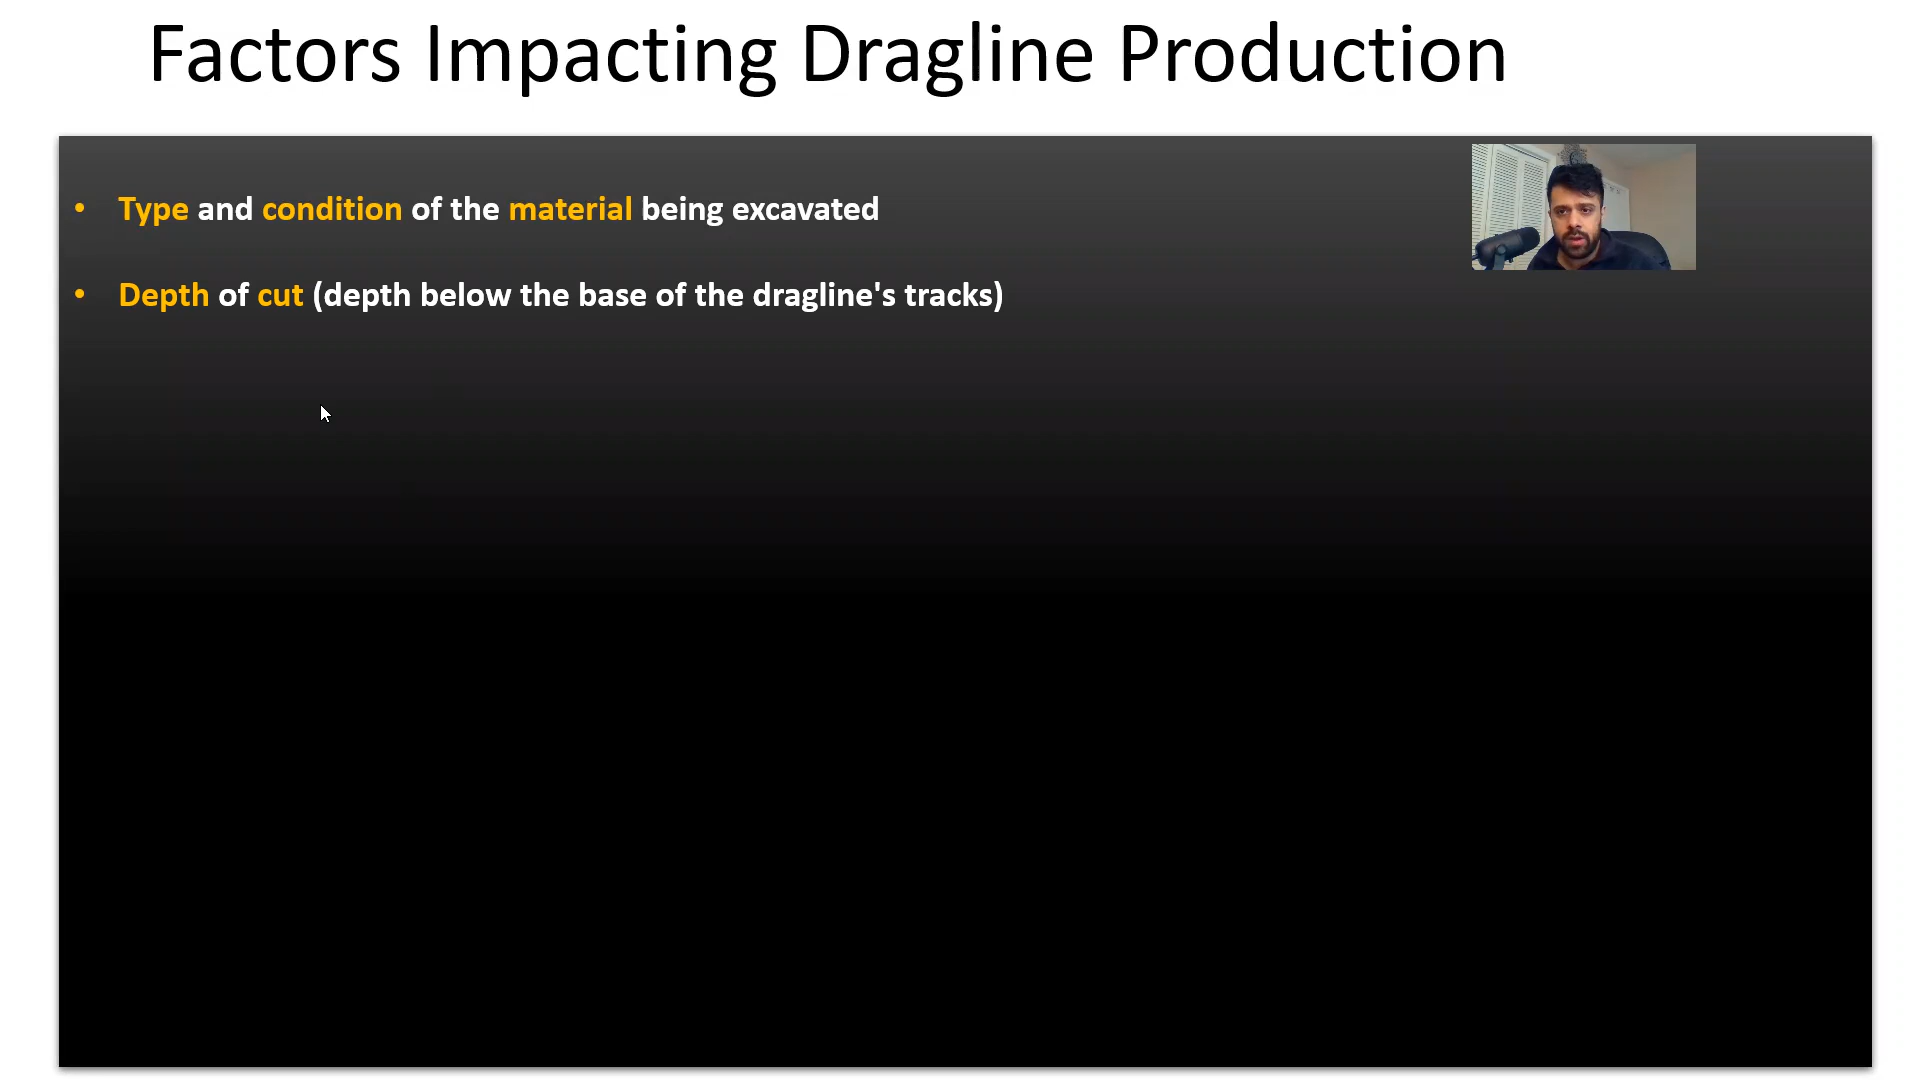 Factors Impacting Dragline Production
• Type and condition of the material being excavated
• Depth of cut (depth below the base of the dragline's tracks)